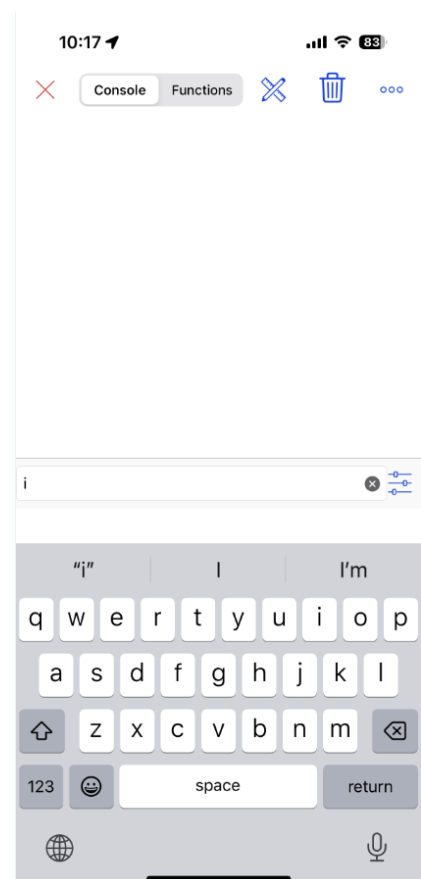 10:17 83
Console Functions
i
“i” I I'm
q w e r t y u i o p
a s d f g h j k l
z x c v b n m
123 space return